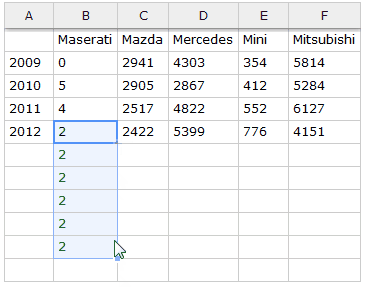 A B C D E F
Maserati Mazda Mercedes Mini Mitsubishi
2009 0 2941 4303 354 5814
2010 5 2905 2867 412 5284
2011 4 2517 4822 552 6127
2012 2 2422 5399 776 4151
2
2
2
2
2